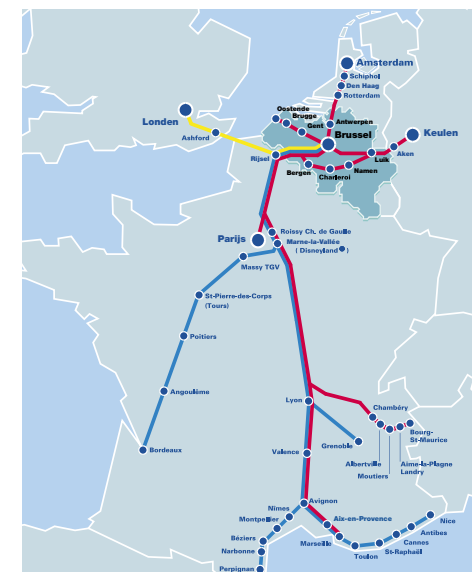 Amsterdam
Schiphol
Den Haag
Rotterdam
Oostende
Brugge
Gent
Antwerpen
Londen
Brussel
Keulen
Ashford
Rijsel
Luik
Aken
Bergen
Charleroi
Namen
Roissy Ch. de Gaulle
Parijs
Marne-la-Vallée
(Disneyland )
Massy TGV
St-Pierre-des-Corps
(Tours)
Poitiers
Angoulème
Lyon
Chambéry
Bourg-
St-Maurice
Bordeaux
Grenoble
Valence
Albertville
Aime-la-Plagne
Landry
Moutiers
Avignon
Nîmes
Montpellier
Aix-en-Provence
Nice
Béziers
Marseille
Antibes
Cannes
Narbonne
St-Raphaël
Toulon
Perpignan